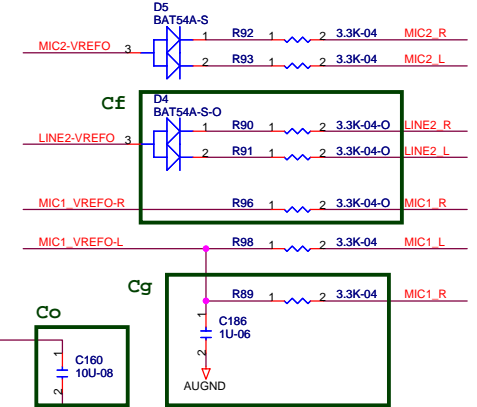 D5
BAT54A-S
MIC2-VREFO 3 1 R92 1 2 3.3K-04 MIC2_R
2 R93 1 2 3.3K-04 MIC2_L
Cf
D4
BAT54A-S-O
LINE2-VREFO 3 1 R90 1 2 3.3K-04-O LINE2_R
2 R91 1 2 3.3K-04-O LINE2_L
MIC1_VREFO-R R96 1 2 3.3K-04-O MIC1_R
MIC1_VREFO-L R98 1 2 3.3K-04 MIC1_L
Cg
R89 1 2 3.3K-04 MIC1_R
1
C186
1U-06
2
AUGND
Co
1
C160
10U-08
2